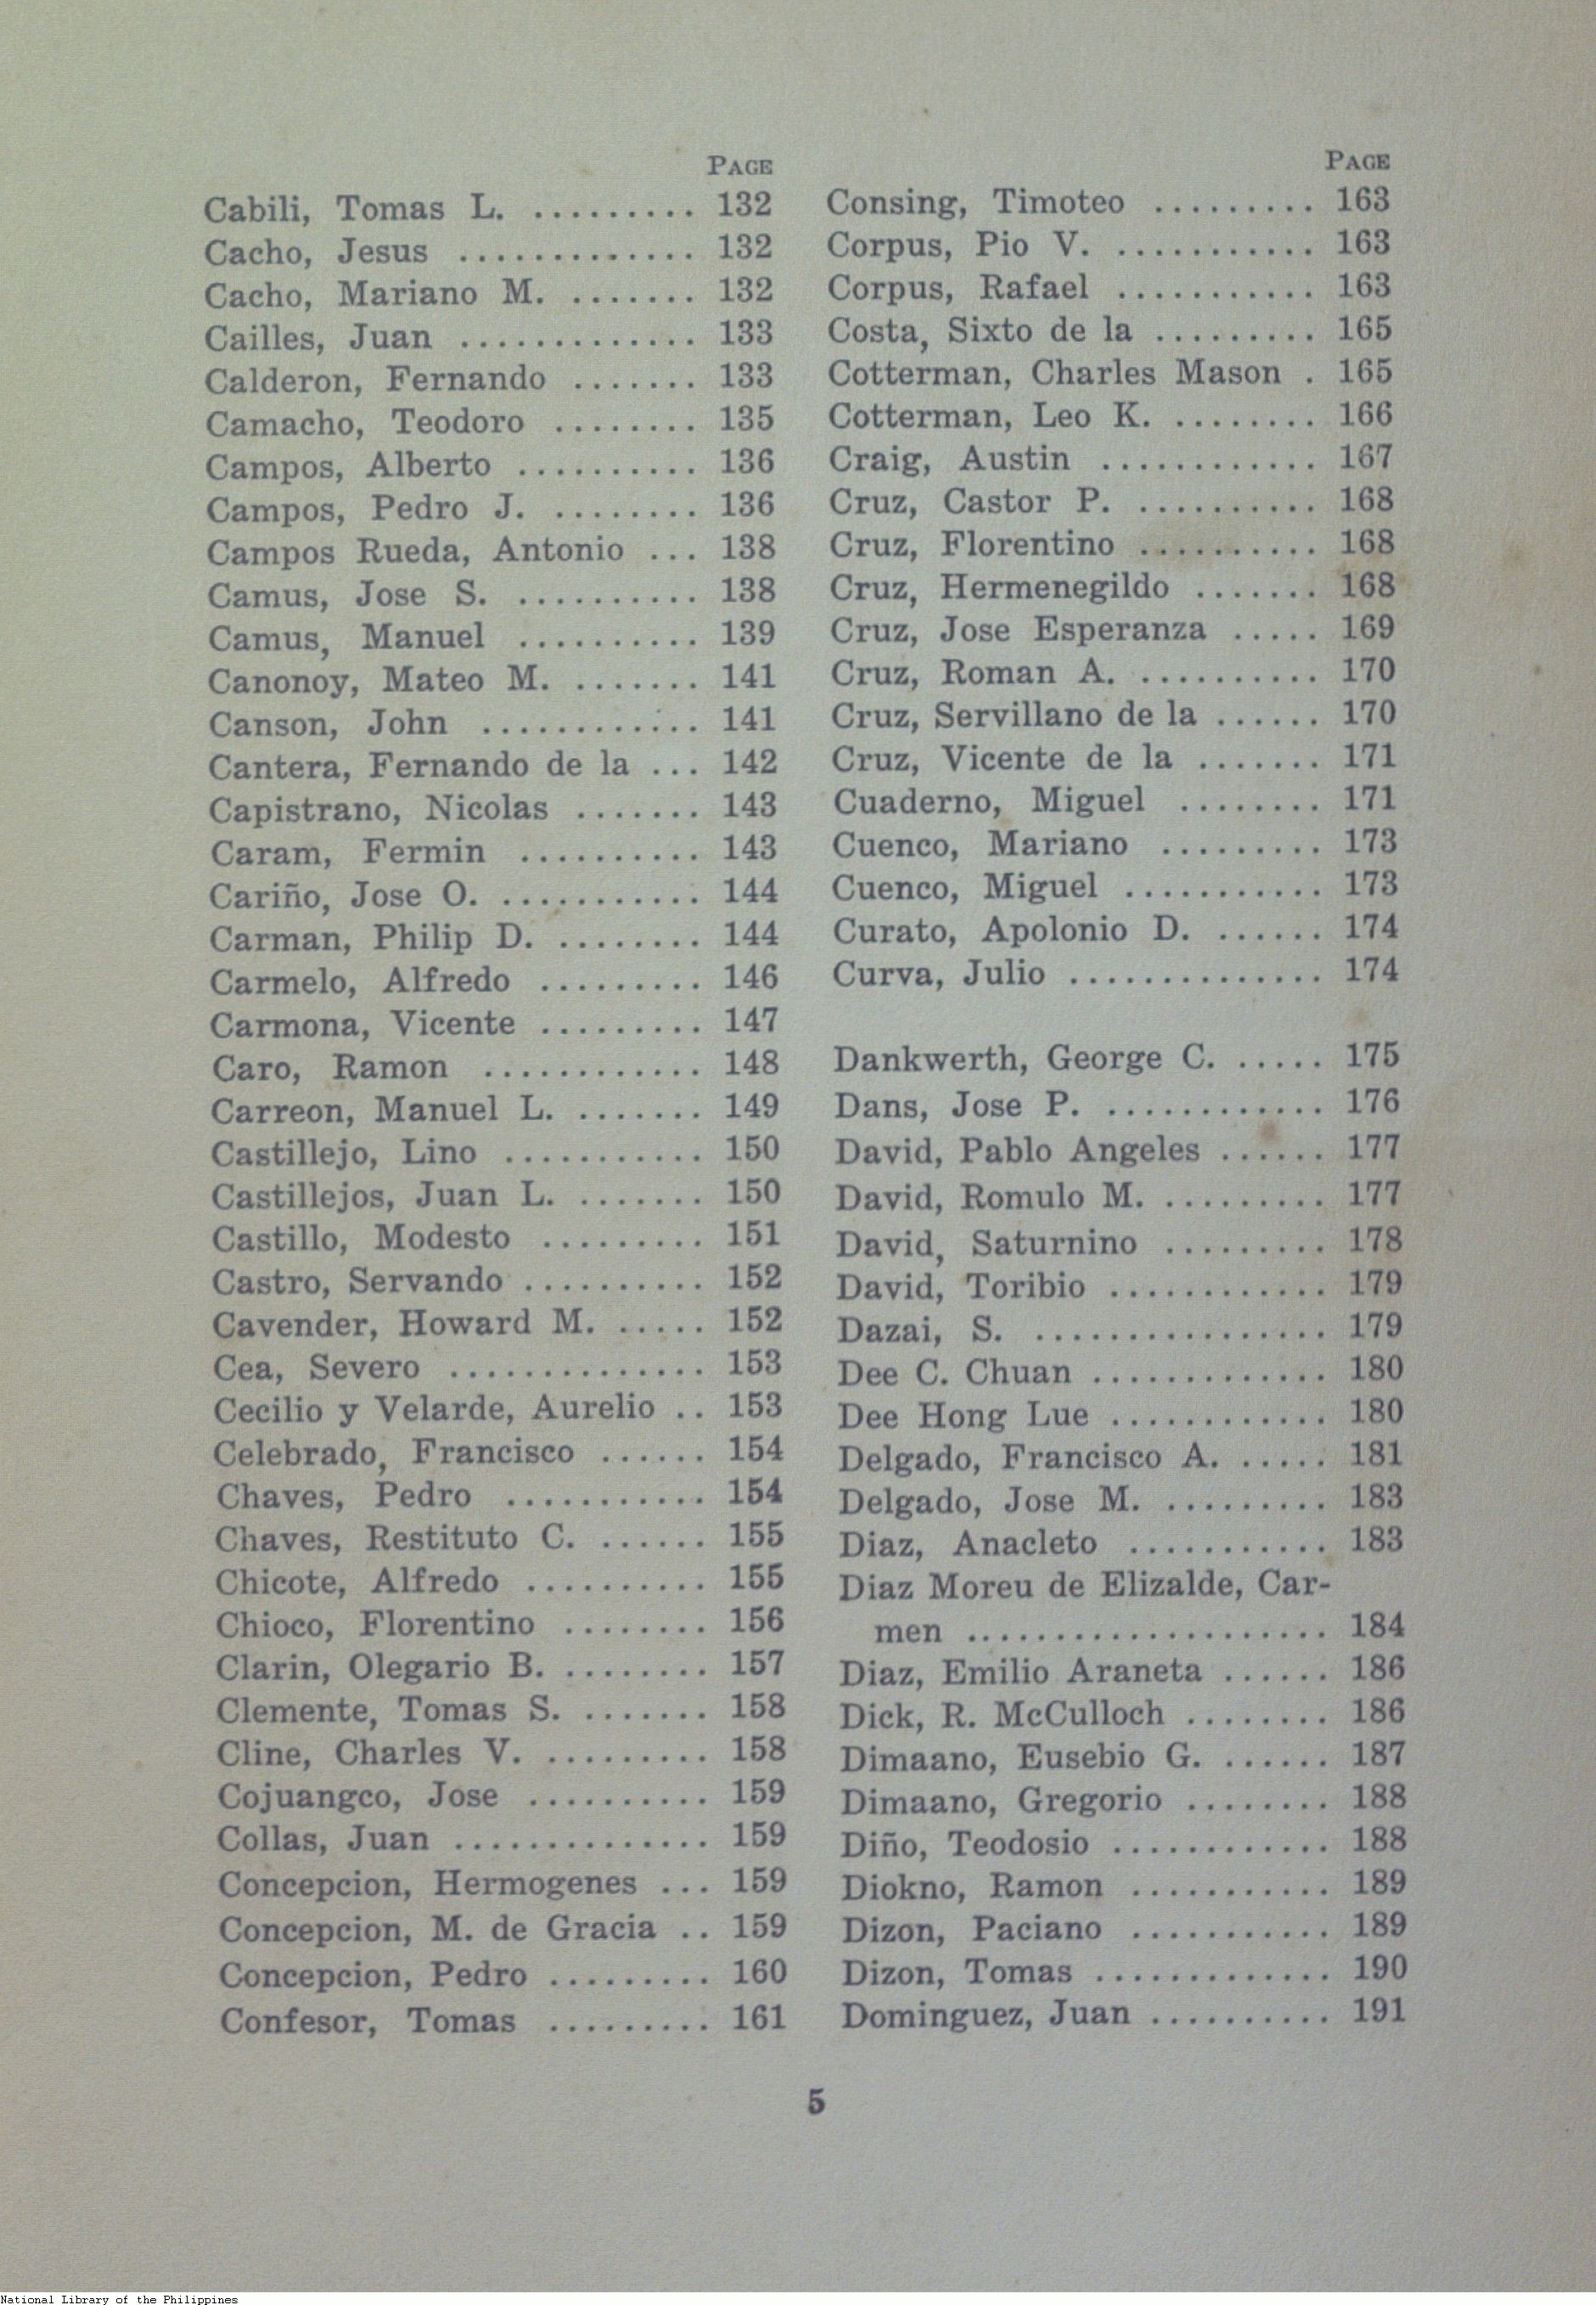 PAGE
Cabili, Tomas L. ......... 132
Cacho, Jesus ............. 132
Cacho, Mariano M. ....... 132
Cailles, Juan ............. 133
Calderon, Fernando ....... 133
Camacho, Teodoro ........ 135
Campos, Alberto .......... 136
Campos, Pedro J. ........ 136
Campos Rueda, Antonio ... 138
Camus, Jose S. .......... 138
Camus, Manuel .......... 139
Canonoy, Mateo M. ....... 141
Canson, John ............ 141
Cantera, Fernando de la ... 142
Capistrano, Nicolas ....... 143
Caram, Fermin .......... 143
Cariño, Jose O. ........... 144
Carman, Philip D. ........ 144
Carmelo, Alfredo ......... 146
Carmona, Vicente ......... 147
Caro, Ramon ............ 148
Carreon, Manuel L. ....... 149
Castillejo, Lino ........... 150
Castillejos, Juan L. ....... 150
Castillo, Modesto ......... 151
Castro, Servando .......... 152
Cavender, Howard M. ..... 152
Cea, Severo .............. 153
Cecilio y Velarde, Aurelio .. 153
Celebrado, Francisco ...... 154
Chaves, Pedro ........... 154
Chaves, Restituto C. ...... 155
Chicote, Alfredo .......... 155
Chioco, Florentino ........ 156
Clarin, Olegario B. ........ 157
Clemente, Tomas S. ....... 158
Cline, Charles V. ......... 158
Cojuangco, Jose .......... 159
Collas, Juan .............. 159
Concepcion, Hermogenes ... 159
Concepcion, M. de Gracia .. 159
Concepcion, Pedro ......... 160
Confesor, Tomas ......... 161
PAGE
Consing, Timoteo ......... 163
Corpus, Pio V. ........... 163
Corpus, Rafael ........... 163
Costa, Sixto de la ......... 165
Cotterman, Charles Mason . 165
Cotterman, Leo K. ........ 166
Craig, Austin ............ 167
Cruz, Castor P. .......... 168
Cruz, Florentino .......... 168
Cruz, Hermenegildo ....... 168
Cruz, Jose Esperanza ..... 169
Cruz, Roman A. .......... 170
Cruz, Servillano de la ...... 170
Cruz, Vicente de la ....... 171
Cuaderno, Miguel ........ 171
Cuenco, Mariano ......... 173
Cuenco, Miguel ........... 173
Curato, Apolonio D. ...... 174
Curva, Julio .............. 174
Dankwerth, George C. ..... 175
Dans, Jose P. ............ 176
David, Pablo Angeles ...... 177
David, Romulo M. ......... 177
David, Saturnino ......... 178
David, Toribio ............ 179
Dazai, S. ................ 179
Dee C. Chuan ............. 180
Dee Hong Lue ............ 180
Delgado, Francisco A. ..... 181
Delgado, Jose M. ......... 183
Diaz, Anacleto ........... 183
Diaz Moreu de Elizalde, Car-
men .................... 184
Diaz, Emilio Araneta ...... 186
Dick, R. McCulloch ........ 186
Dimaano, Eusebio G. ...... 187
Dimaano, Gregorio ........ 188
Diño, Teodosio ............ 188
Diokno, Ramon ........... 189
Dizon, Paciano ........... 189
Dizon, Tomas ............. 190
Dominguez, Juan .......... 191
5
National Library of the Philippines